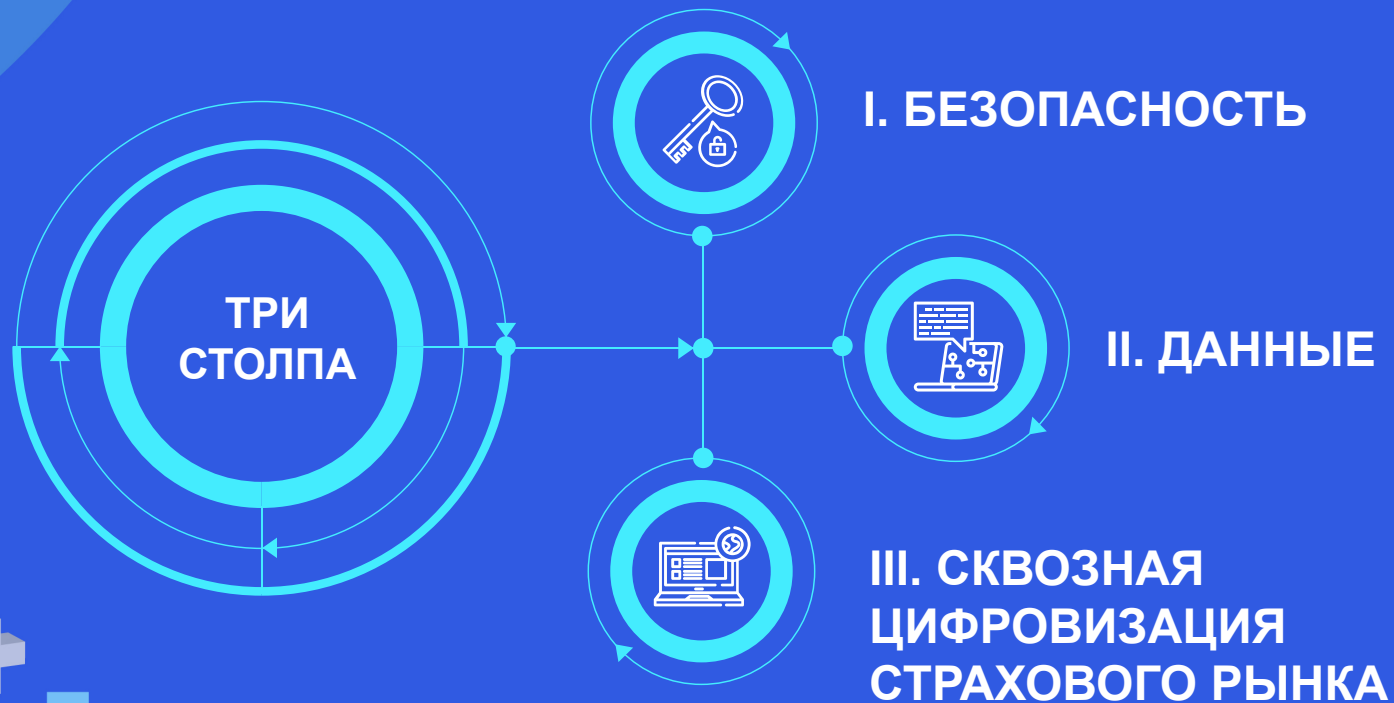 ТРИ
СТОЛПА
I. БЕЗОПАСНОСТЬ
II. ДАННЫЕ
III. СКВОЗНАЯ
ЦИФРОВИЗАЦИЯ
СТРАХОВОГО РЫНКА